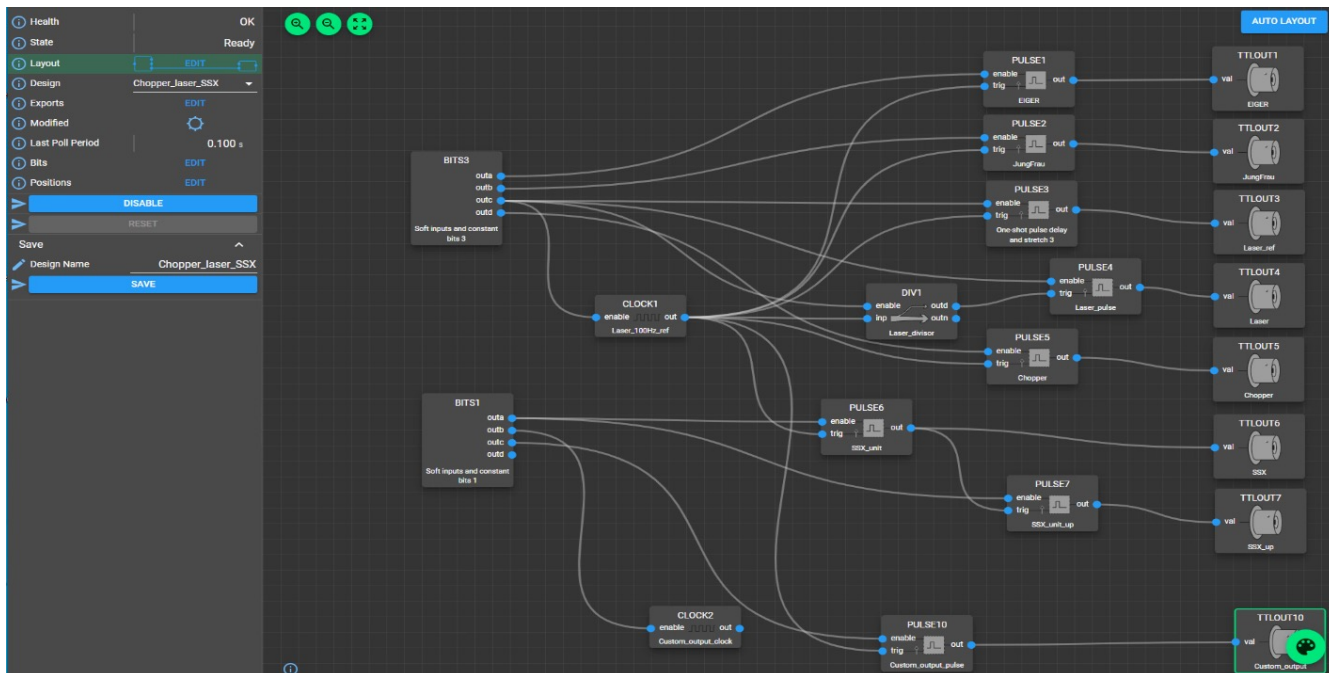 Health OK
State Ready
Layout EDIT
Design Chopper_laser_SSX
Exports EDIT
Modified
Last Poll Period 0.100 s
Bits EDIT
Positions EDIT
DISABLE
RESET
Save
Design Name Chopper_laser_SSX
SAVE
AUTO LAYOUT
BITS3
outa
outb
outc
outd
Soft inputs and constant
bits 3
BITS1
outa
outb
outc
outd
Soft inputs and constant
bits 1
CLOCK1
enable out
Laser_100Hz_ref
CLOCK2
enable out
Custom_output_clock
DIV1
enable outd
inp outn
Laser_divisor
PULSE1
enable out
trig
EIGER
PULSE2
enable out
trig
JungFrau
PULSE3
enable out
trig
One-shot pulse delay
and stretch 3
PULSE4
enable out
trig
Laser_pulse
PULSE5
enable out
trig
Chopper
PULSE6
enable out
trig
SSX_unit
PULSE7
enable out
trig
SSX_unit_up
PULSE10
enable out
trig
Custom_output_pulse
TTLOUT1
val
EIGER
TTLOUT2
val
JungFrau
TTLOUT3
val
Laser_ref
TTLOUT4
val
Laser
TTLOUT5
val
Chopper
TTLOUT6
val
SSX
TTLOUT7
val
SSX_up
TTLOUT10
val
Custom_output